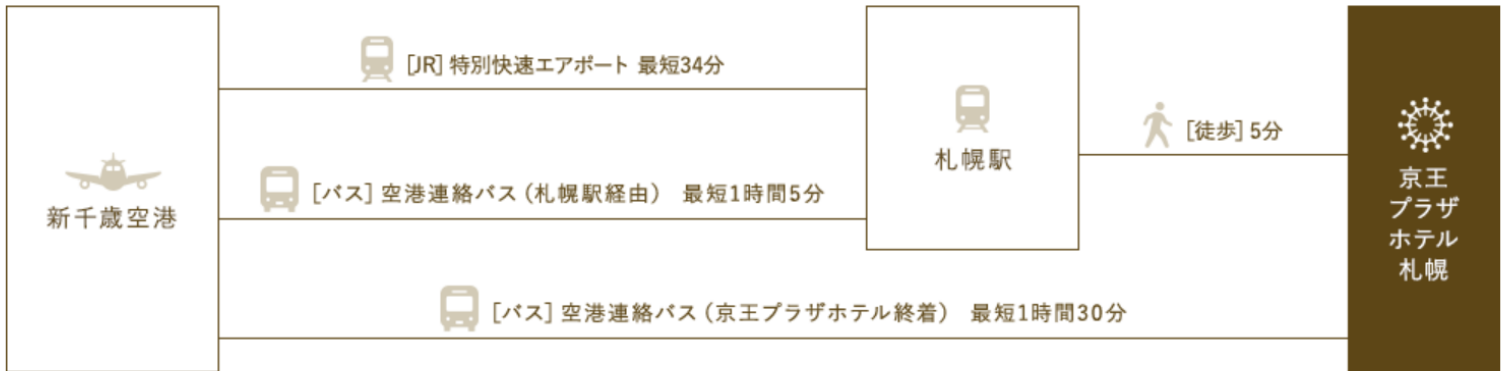 [JR] 特別快速エアポート 最短34分
新千歳空港
[バス] 空港連絡バス (札幌駅経由) 最短1時間5分
[バス] 空港連絡バス (京王プラザホテル終着) 最短1時間30分
札幌駅
[徒歩] 5分
京王
プラザ
ホテル
札幌